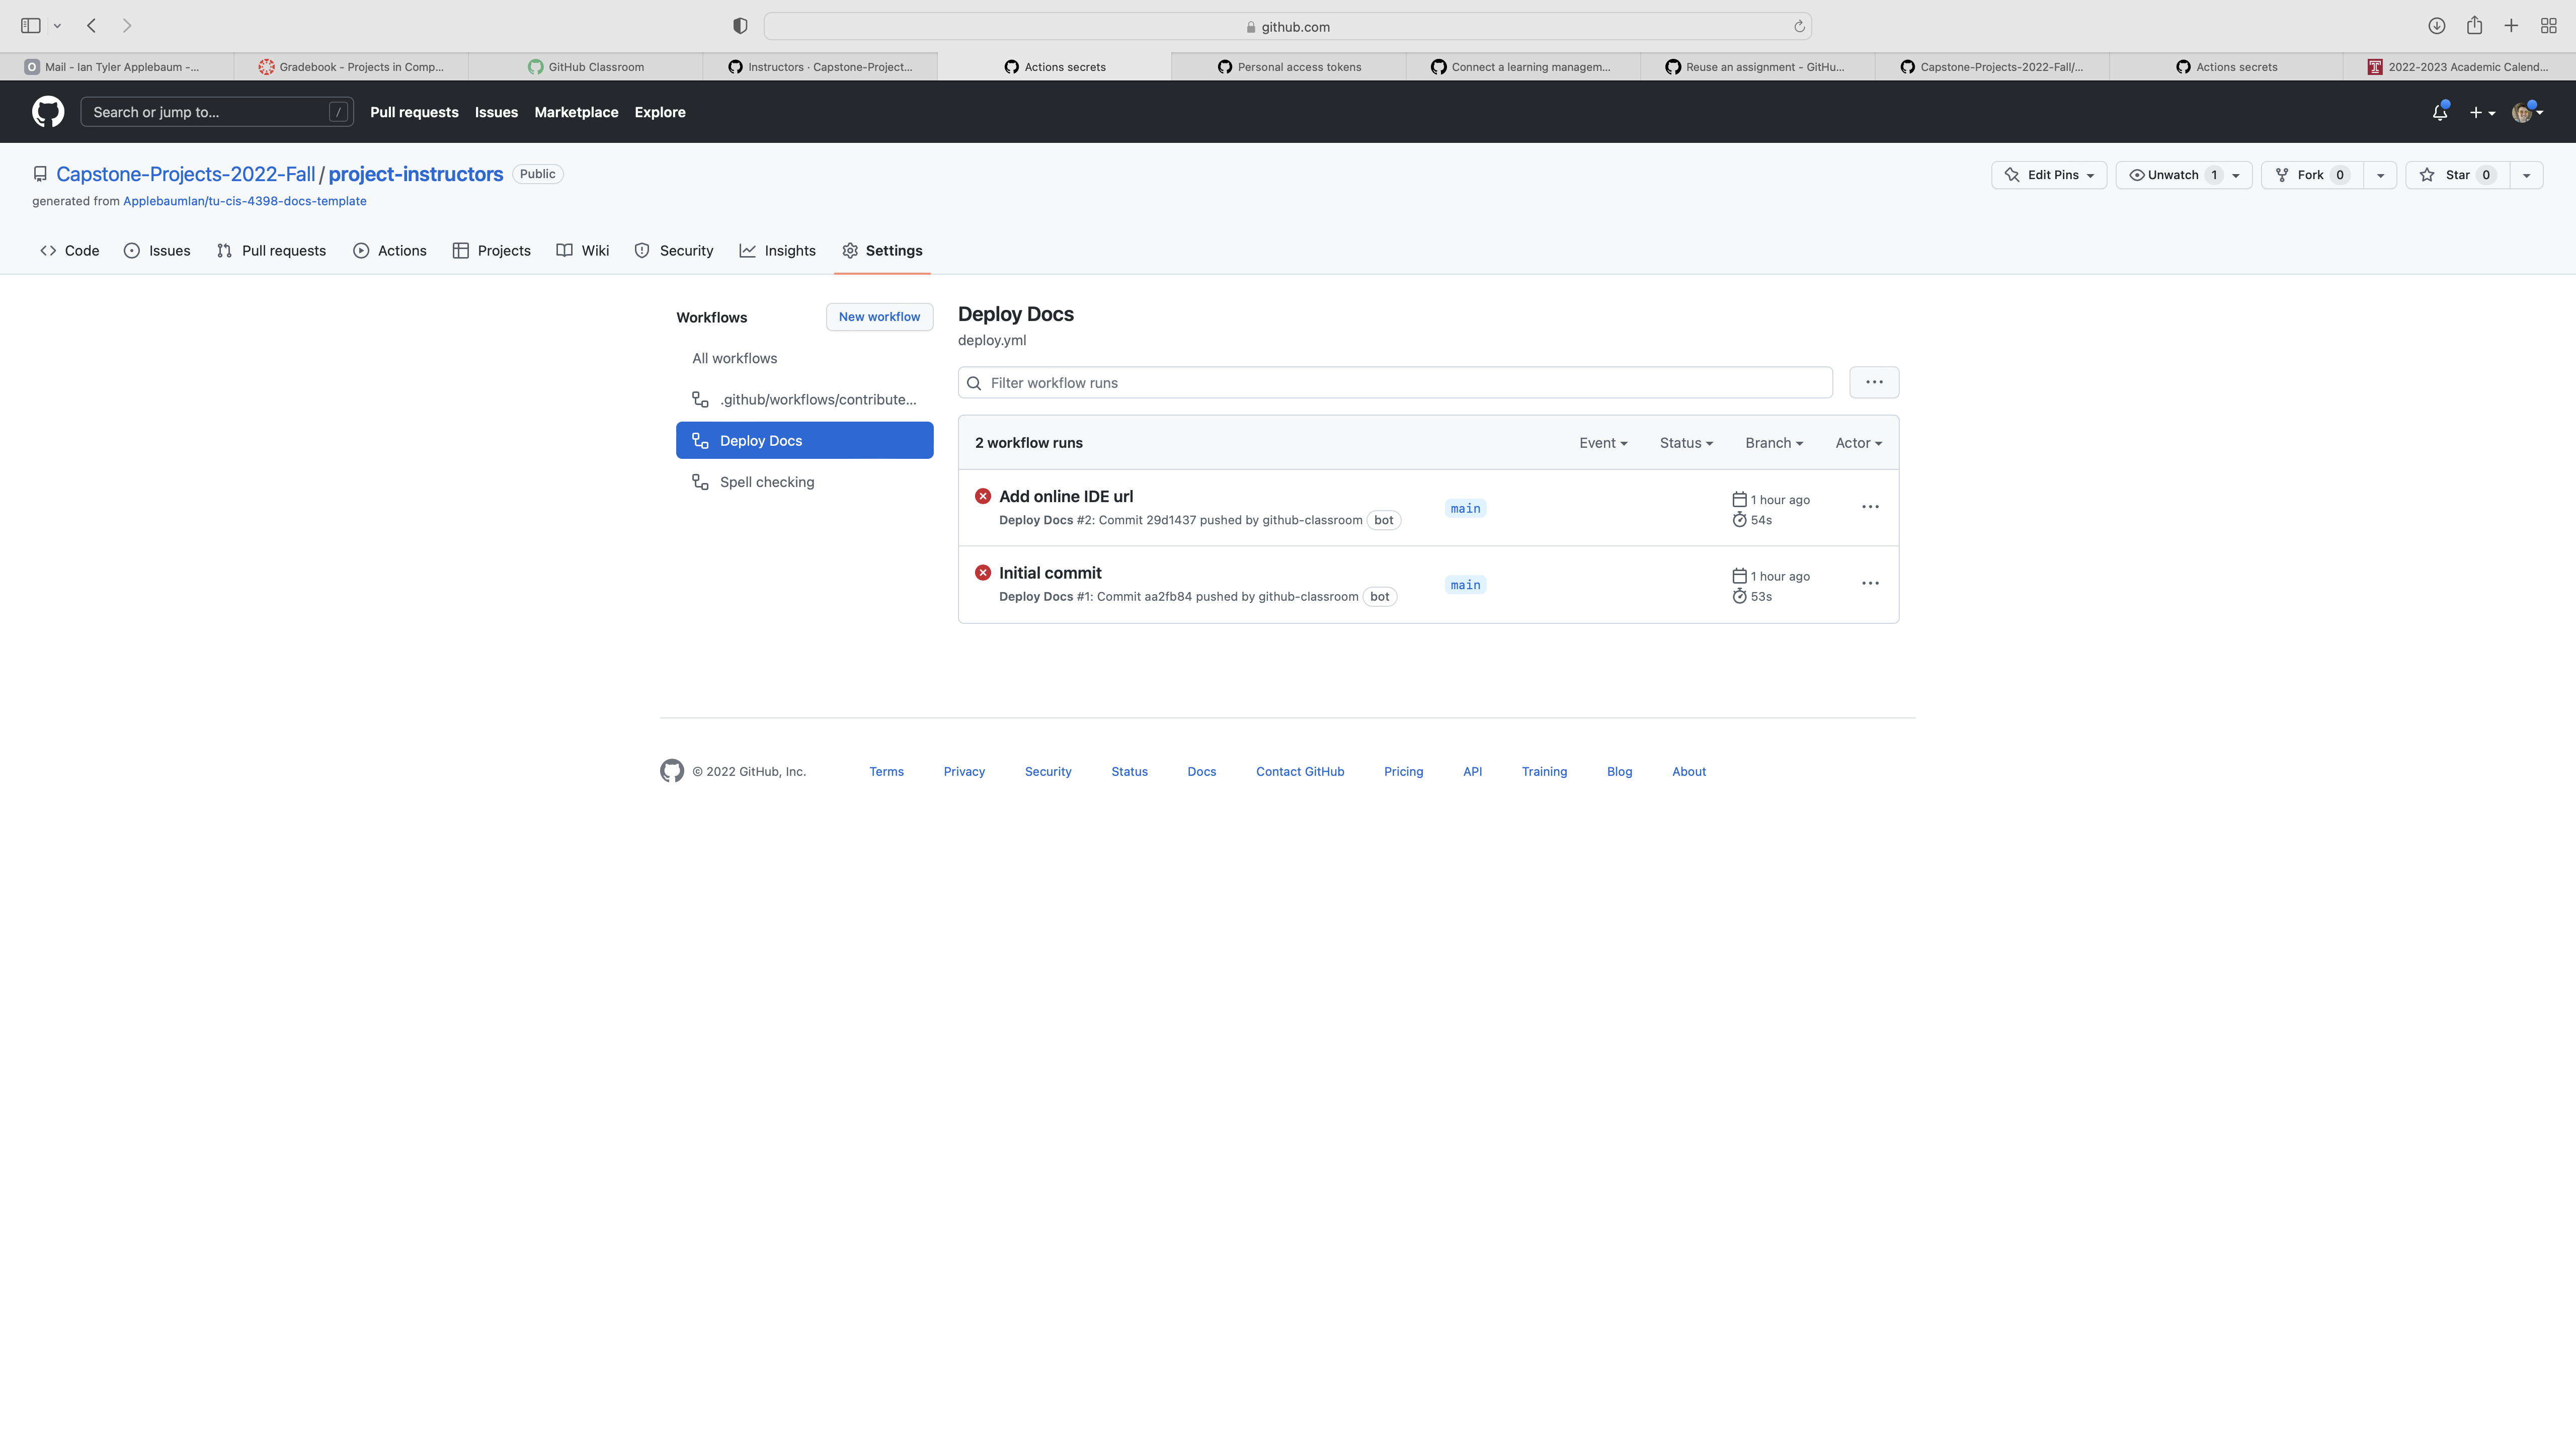 github.com
Mail - Ian Tyler Applebaum -...
Gradebook - Projects in Comp...
GitHub Classroom
Instructors · Capstone-Project...
Actions secrets
Personal access tokens
Connect a learning managem...
Reuse an assignment - GitHu...
Capstone-Projects-2022-Fall/...
Actions secrets
2022-2023 Academic Calend...
Search or jump to... /
Pull requests
Issues
Marketplace
Explore
Capstone-Projects-2022-Fall / project-instructors Public
generated from ApplebaumIan/tu-cis-4398-docs-template
Edit Pins
Unwatch 1
Fork 0
Star 0
Code
Issues
Pull requests
Actions
Projects
Wiki
Security
Insights
Settings
Workflows
New workflow
All workflows
.github/workflows/contribute...
Deploy Docs
Spell checking
Deploy Docs
deploy.yml
Filter workflow runs
2 workflow runs
Event
Status
Branch
Actor
Add online IDE url
Deploy Docs #2: Commit 29d1437 pushed by github-classroom bot
main
1 hour ago
54s
Initial commit
Deploy Docs #1: Commit aa2fb84 pushed by github-classroom bot
main
1 hour ago
53s
© 2022 GitHub, Inc.
Terms
Privacy
Security
Status
Docs
Contact GitHub
Pricing
API
Training
Blog
About